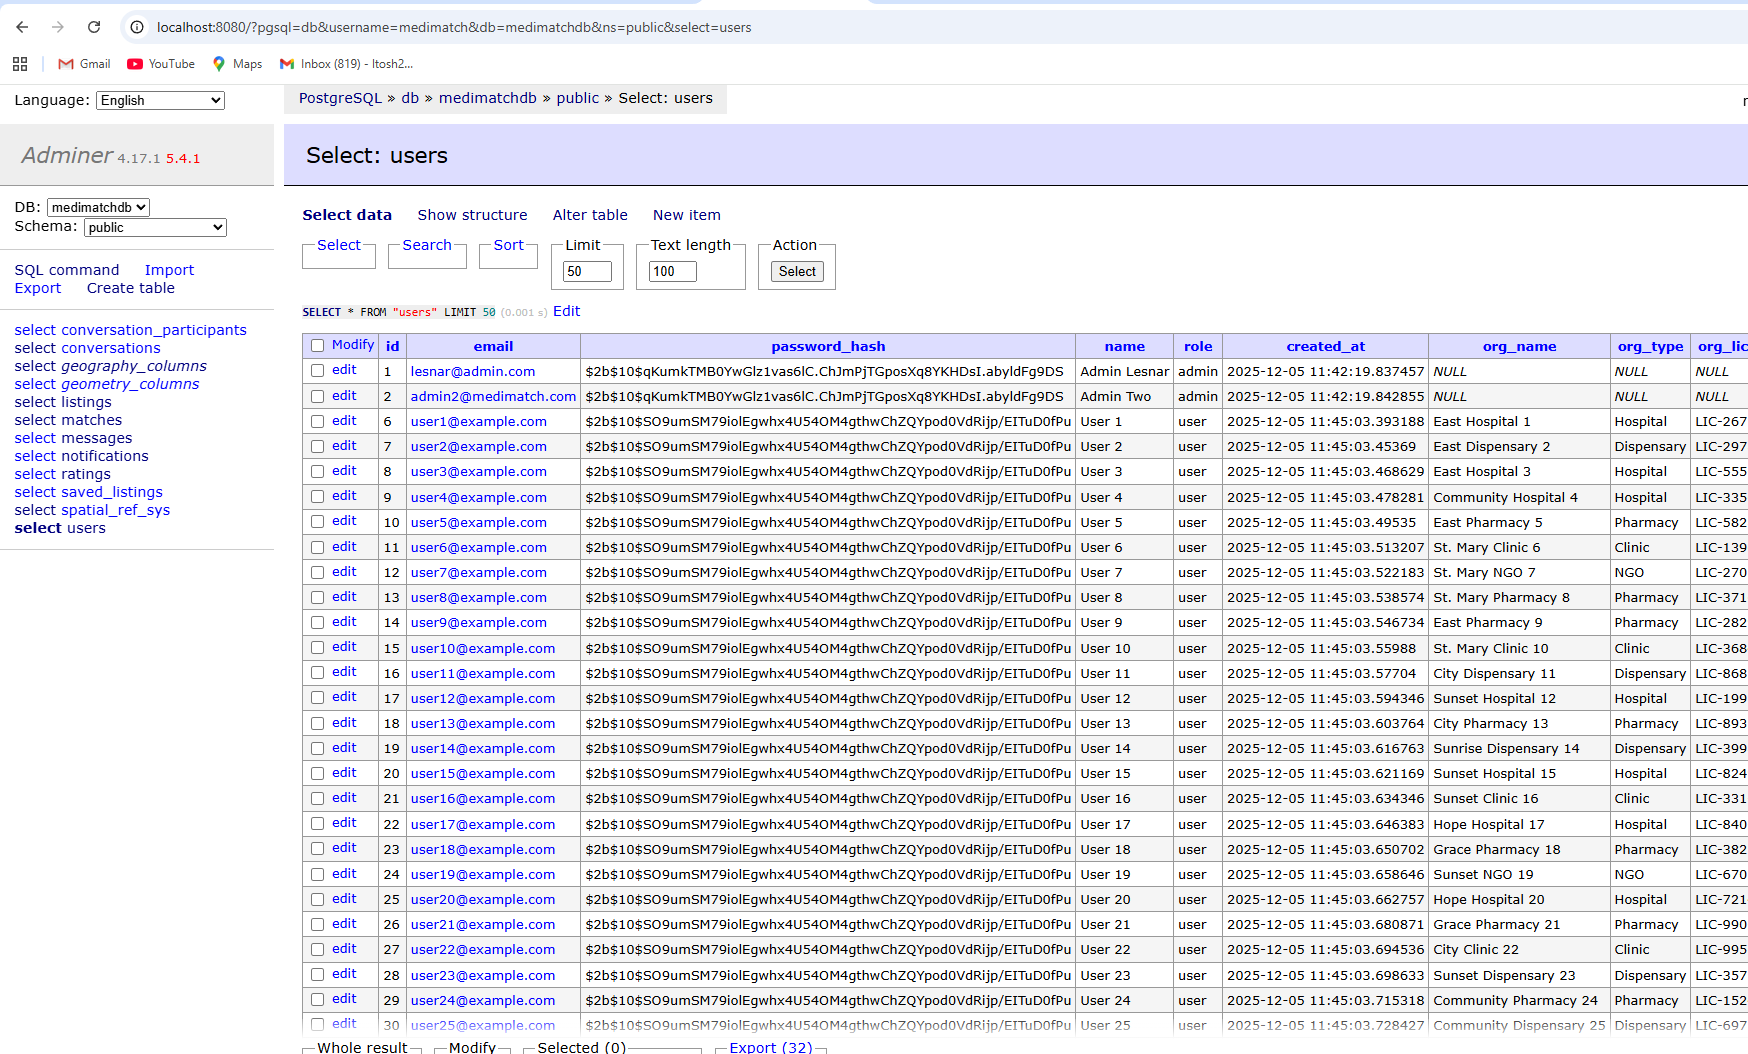 localhost:8080/?pgsql=db&username=medimatch&db=medimatchdb&ns=public&select=users
Gmail YouTube Maps Inbox (819) - ltosh2...
Language: English
PostgreSQL » db » medimatchdb » public » Select: users
Adminer 4.17.1 5.4.1
Select: users
DB: medimatchdb
Schema: public
SQL command Import
Export Create table
select conversation_participants
select conversations
select geography_columns
select geometry_columns
select listings
select matches
select messages
select notifications
select ratings
select saved_listings
select spatial_ref_sys
select users
Select data Show structure Alter table New item
Select Search Sort Limit Text length Action
50 100 Select
SELECT * FROM "users" LIMIT 50 (0.001 s) Edit
Modify id email password_hash name role created_at org_name org_type org_lic
edit 1 lesnar@admin.com $2b$10$qKumkTMB0YwGlz1vas6lC.ChJmPjTGposXq8YKHDsI.abyldFg9DS Admin Lesnar admin 2025-12-05 11:42:19.837457 NULL NULL NULL
edit 2 admin2@medimatch.com $2b$10$qKumkTMB0YwGlz1vas6lC.ChJmPjTGposXq8YKHDsI.abyldFg9DS Admin Two admin 2025-12-05 11:42:19.842855 NULL NULL NULL
edit 6 user1@example.com $2b$10$SO9umSM79iolEgwhx4U54OM4gthwChZQYpod0VdRijp/EITuD0fPu User 1 user 2025-12-05 11:45:03.393188 East Hospital 1 Hospital LIC-267
edit 7 user2@example.com $2b$10$SO9umSM79iolEgwhx4U54OM4gthwChZQYpod0VdRijp/EITuD0fPu User 2 user 2025-12-05 11:45:03.45369 East Dispensary 2 Dispensary LIC-297
edit 8 user3@example.com $2b$10$SO9umSM79iolEgwhx4U54OM4gthwChZQYpod0VdRijp/EITuD0fPu User 3 user 2025-12-05 11:45:03.468629 East Hospital 3 Hospital LIC-555
edit 9 user4@example.com $2b$10$SO9umSM79iolEgwhx4U54OM4gthwChZQYpod0VdRijp/EITuD0fPu User 4 user 2025-12-05 11:45:03.478281 Community Hospital 4 Hospital LIC-335
edit 10 user5@example.com $2b$10$SO9umSM79iolEgwhx4U54OM4gthwChZQYpod0VdRijp/EITuD0fPu User 5 user 2025-12-05 11:45:03.49535 East Pharmacy 5 Pharmacy LIC-582
edit 11 user6@example.com $2b$10$SO9umSM79iolEgwhx4U54OM4gthwChZQYpod0VdRijp/EITuD0fPu User 6 user 2025-12-05 11:45:03.513207 St. Mary Clinic 6 Clinic LIC-139
edit 12 user7@example.com $2b$10$SO9umSM79iolEgwhx4U54OM4gthwChZQYpod0VdRijp/EITuD0fPu User 7 user 2025-12-05 11:45:03.522183 St. Mary NGO 7 NGO LIC-270
edit 13 user8@example.com $2b$10$SO9umSM79iolEgwhx4U54OM4gthwChZQYpod0VdRijp/EITuD0fPu User 8 user 2025-12-05 11:45:03.538574 St. Mary Pharmacy 8 Pharmacy LIC-371
edit 14 user9@example.com $2b$10$SO9umSM79iolEgwhx4U54OM4gthwChZQYpod0VdRijp/EITuD0fPu User 9 user 2025-12-05 11:45:03.546734 East Pharmacy 9 Pharmacy LIC-282
edit 15 user10@example.com $2b$10$SO9umSM79iolEgwhx4U54OM4gthwChZQYpod0VdRijp/EITuD0fPu User 10 user 2025-12-05 11:45:03.55988 St. Mary Clinic 10 Clinic LIC-368
edit 16 user11@example.com $2b$10$SO9umSM79iolEgwhx4U54OM4gthwChZQYpod0VdRijp/EITuD0fPu User 11 user 2025-12-05 11:45:03.57704 City Dispensary 11 Dispensary LIC-868
edit 17 user12@example.com $2b$10$SO9umSM79iolEgwhx4U54OM4gthwChZQYpod0VdRijp/EITuD0fPu User 12 user 2025-12-05 11:45:03.594346 Sunset Hospital 12 Hospital LIC-199
edit 18 user13@example.com $2b$10$SO9umSM79iolEgwhx4U54OM4gthwChZQYpod0VdRijp/EITuD0fPu User 13 user 2025-12-05 11:45:03.603764 City Pharmacy 13 Pharmacy LIC-893
edit 19 user14@example.com $2b$10$SO9umSM79iolEgwhx4U54OM4gthwChZQYpod0VdRijp/EITuD0fPu User 14 user 2025-12-05 11:45:03.616763 Sunrise Dispensary 14 Dispensary LIC-399
edit 20 user15@example.com $2b$10$SO9umSM79iolEgwhx4U54OM4gthwChZQYpod0VdRijp/EITuD0fPu User 15 user 2025-12-05 11:45:03.621169 Sunset Hospital 15 Hospital LIC-824
edit 21 user16@example.com $2b$10$SO9umSM79iolEgwhx4U54OM4gthwChZQYpod0VdRijp/EITuD0fPu User 16 user 2025-12-05 11:45:03.634346 Sunset Clinic 16 Clinic LIC-331
edit 22 user17@example.com $2b$10$SO9umSM79iolEgwhx4U54OM4gthwChZQYpod0VdRijp/EITuD0fPu User 17 user 2025-12-05 11:45:03.646383 Hope Hospital 17 Hospital LIC-840
edit 23 user18@example.com $2b$10$SO9umSM79iolEgwhx4U54OM4gthwChZQYpod0VdRijp/EITuD0fPu User 18 user 2025-12-05 11:45:03.650702 Grace Pharmacy 18 Pharmacy LIC-382
edit 24 user19@example.com $2b$10$SO9umSM79iolEgwhx4U54OM4gthwChZQYpod0VdRijp/EITuD0fPu User 19 user 2025-12-05 11:45:03.658646 Sunset NGO 19 NGO LIC-670
edit 25 user20@example.com $2b$10$SO9umSM79iolEgwhx4U54OM4gthwChZQYpod0VdRijp/EITuD0fPu User 20 user 2025-12-05 11:45:03.662757 Hope Hospital 20 Hospital LIC-721
edit 26 user21@example.com $2b$10$SO9umSM79iolEgwhx4U54OM4gthwChZQYpod0VdRijp/EITuD0fPu User 21 user 2025-12-05 11:45:03.680871 Grace Pharmacy 21 Pharmacy LIC-990
edit 27 user22@example.com $2b$10$SO9umSM79iolEgwhx4U54OM4gthwChZQYpod0VdRijp/EITuD0fPu User 22 user 2025-12-05 11:45:03.694536 City Clinic 22 Clinic LIC-995
edit 28 user23@example.com $2b$10$SO9umSM79iolEgwhx4U54OM4gthwChZQYpod0VdRijp/EITuD0fPu User 23 user 2025-12-05 11:45:03.698633 Sunset Dispensary 23 Dispensary LIC-357
edit 29 user24@example.com $2b$10$SO9umSM79iolEgwhx4U54OM4gthwChZQYpod0VdRijp/EITuD0fPu User 24 user 2025-12-05 11:45:03.715318 Community Pharmacy 24 Pharmacy LIC-152
edit 30 user25@example.com $2b$10$SO9umSM79iolEgwhx4U54OM4gthwChZQYpod0VdRijp/EITuD0fPu User 25 user 2025-12-05 11:45:03.728427 Community Dispensary 25 Dispensary LIC-697
Whole result Modify Selected (0) Export (32)